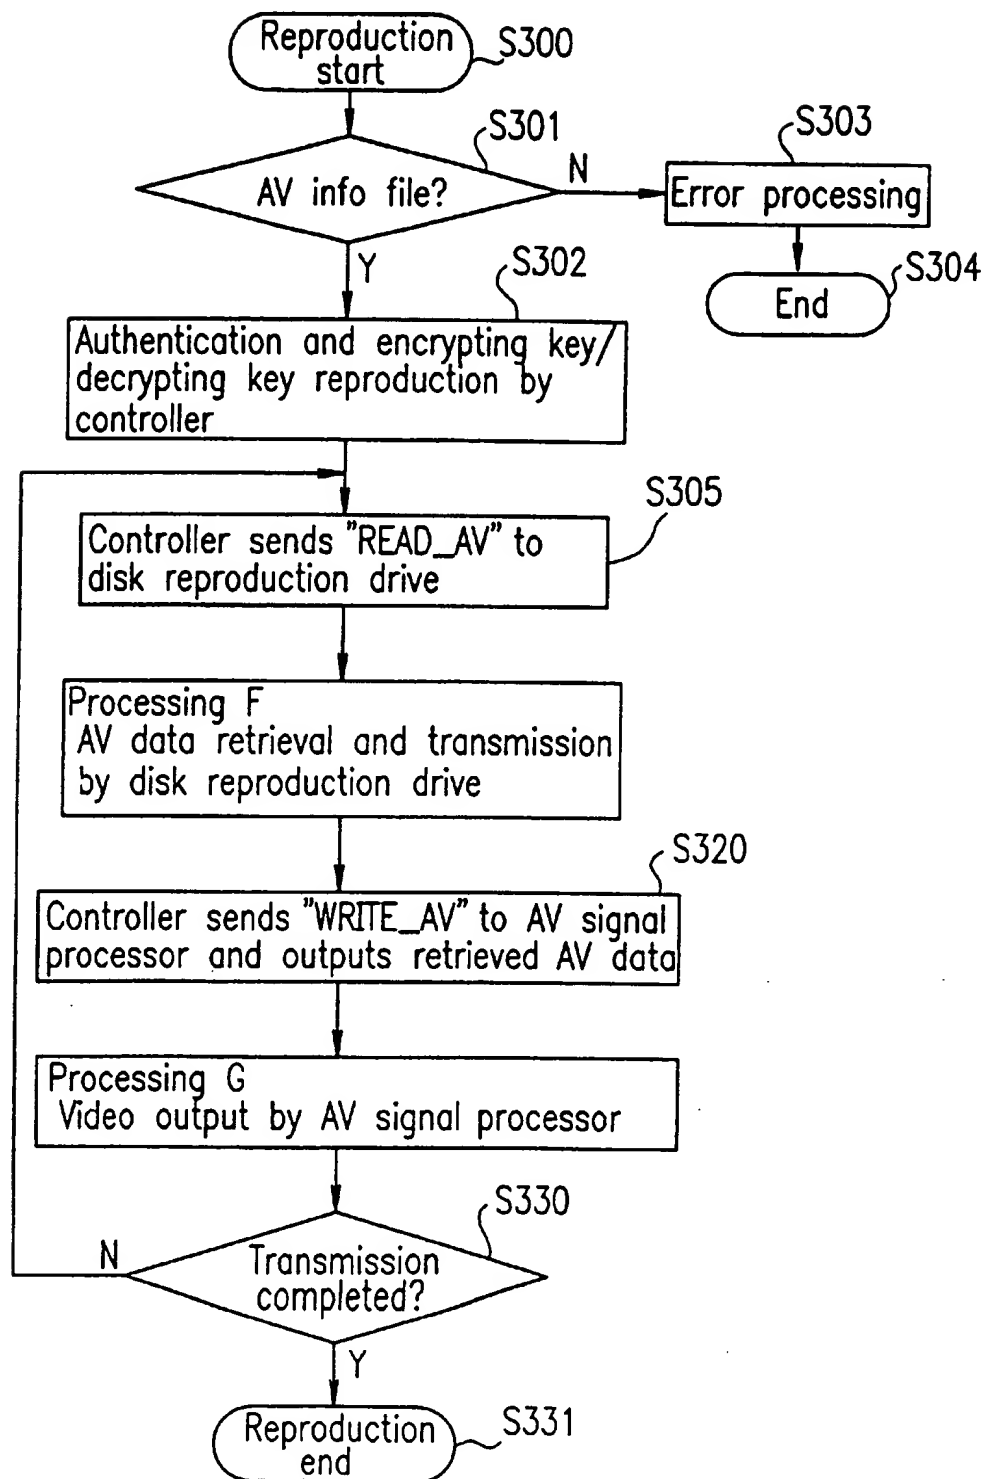 Reproduction
start
S300
S301
AV info file?
N
S303
Error processing
Y
S302
S304
End
Authentication and encrypting key/
decrypting key reproduction by
controller
S305
Controller sends "READ_AV" to
disk reproduction drive
Processing F
AV data retrieval and transmission
by disk reproduction drive
S320
Controller sends "WRITE_AV" to AV signal
processor and outputs retrieved AV data
Processing G
Video output by AV signal processor
S330
N
Transmission
completed?
Y
Reproduction
end
S331